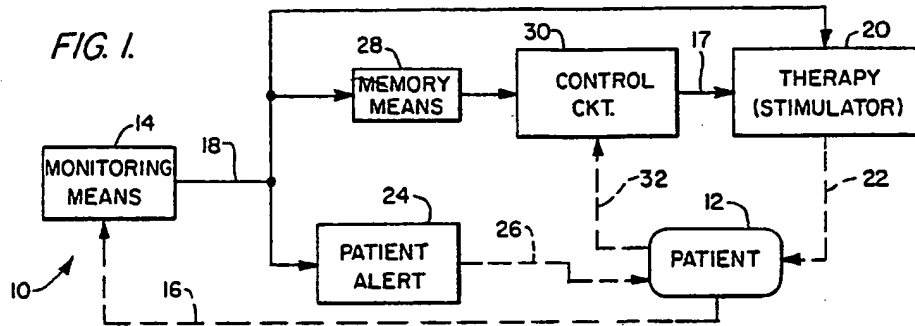 FIG. 1.
14
MONITORING
MEANS
18
28
MEMORY
MEANS
30
CONTROL
CKT.
17
20
THERAPY
(STIMULATOR)
22
32
24
PATIENT
ALERT
26
12
PATIENT
10
16